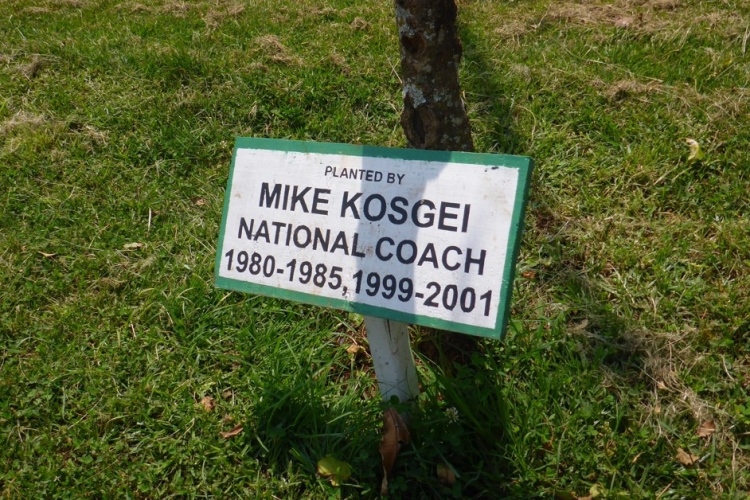 PLANTED BY
MIKE KOSGEI
NATIONAL COACH
1980-1985,1999-2001